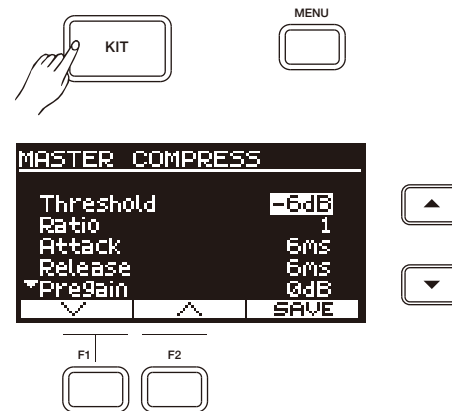 KIT
MENU
MASTER COMPRESS
Threshold -6dB
Ratio 1
Attack 6ms
Release 6ms
Pregain 0dB
SAVE
F1 F2